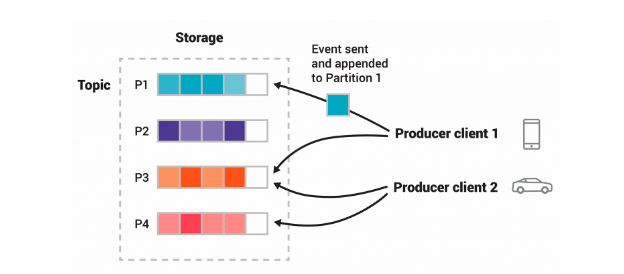 Storage
Event sent
and appended
to Partition 1
Topic
P1
P2
Producer client 1
P3
Producer client 2
P4